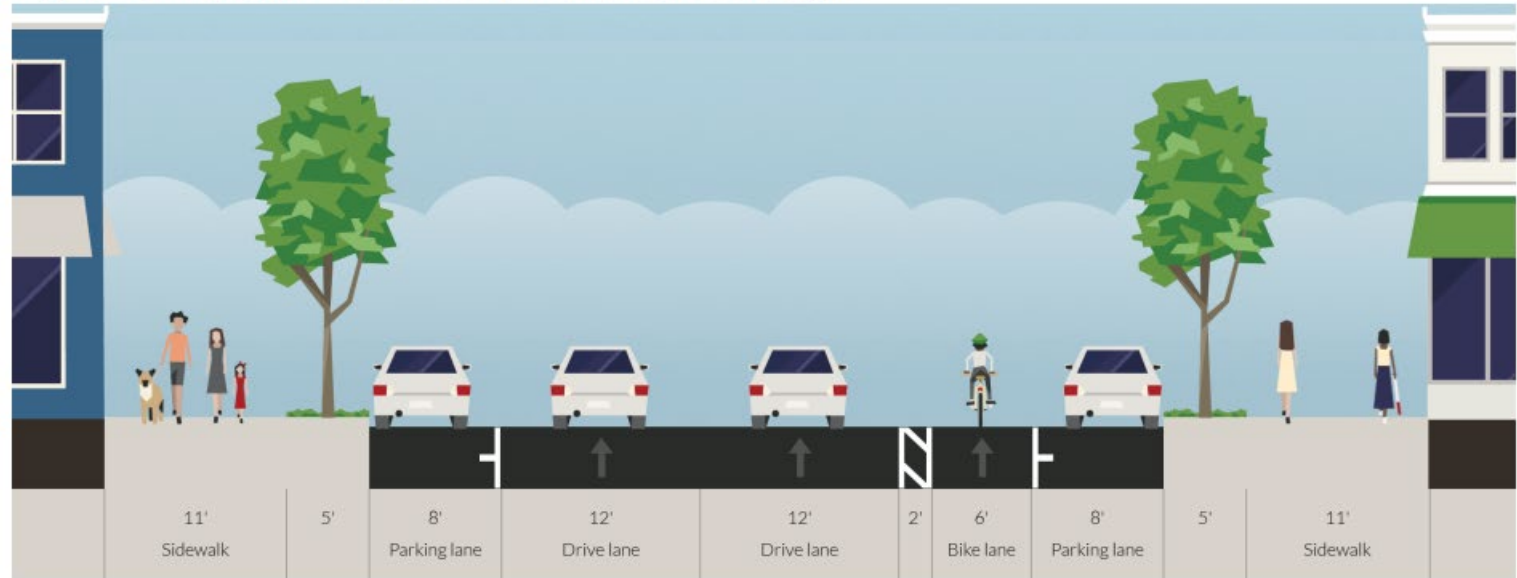 11' 5' 8' 12' 12' 2' 6' 8' 5' 11'
Sidewalk Parking lane Drive lane Drive lane Bike lane Parking lane Sidewalk